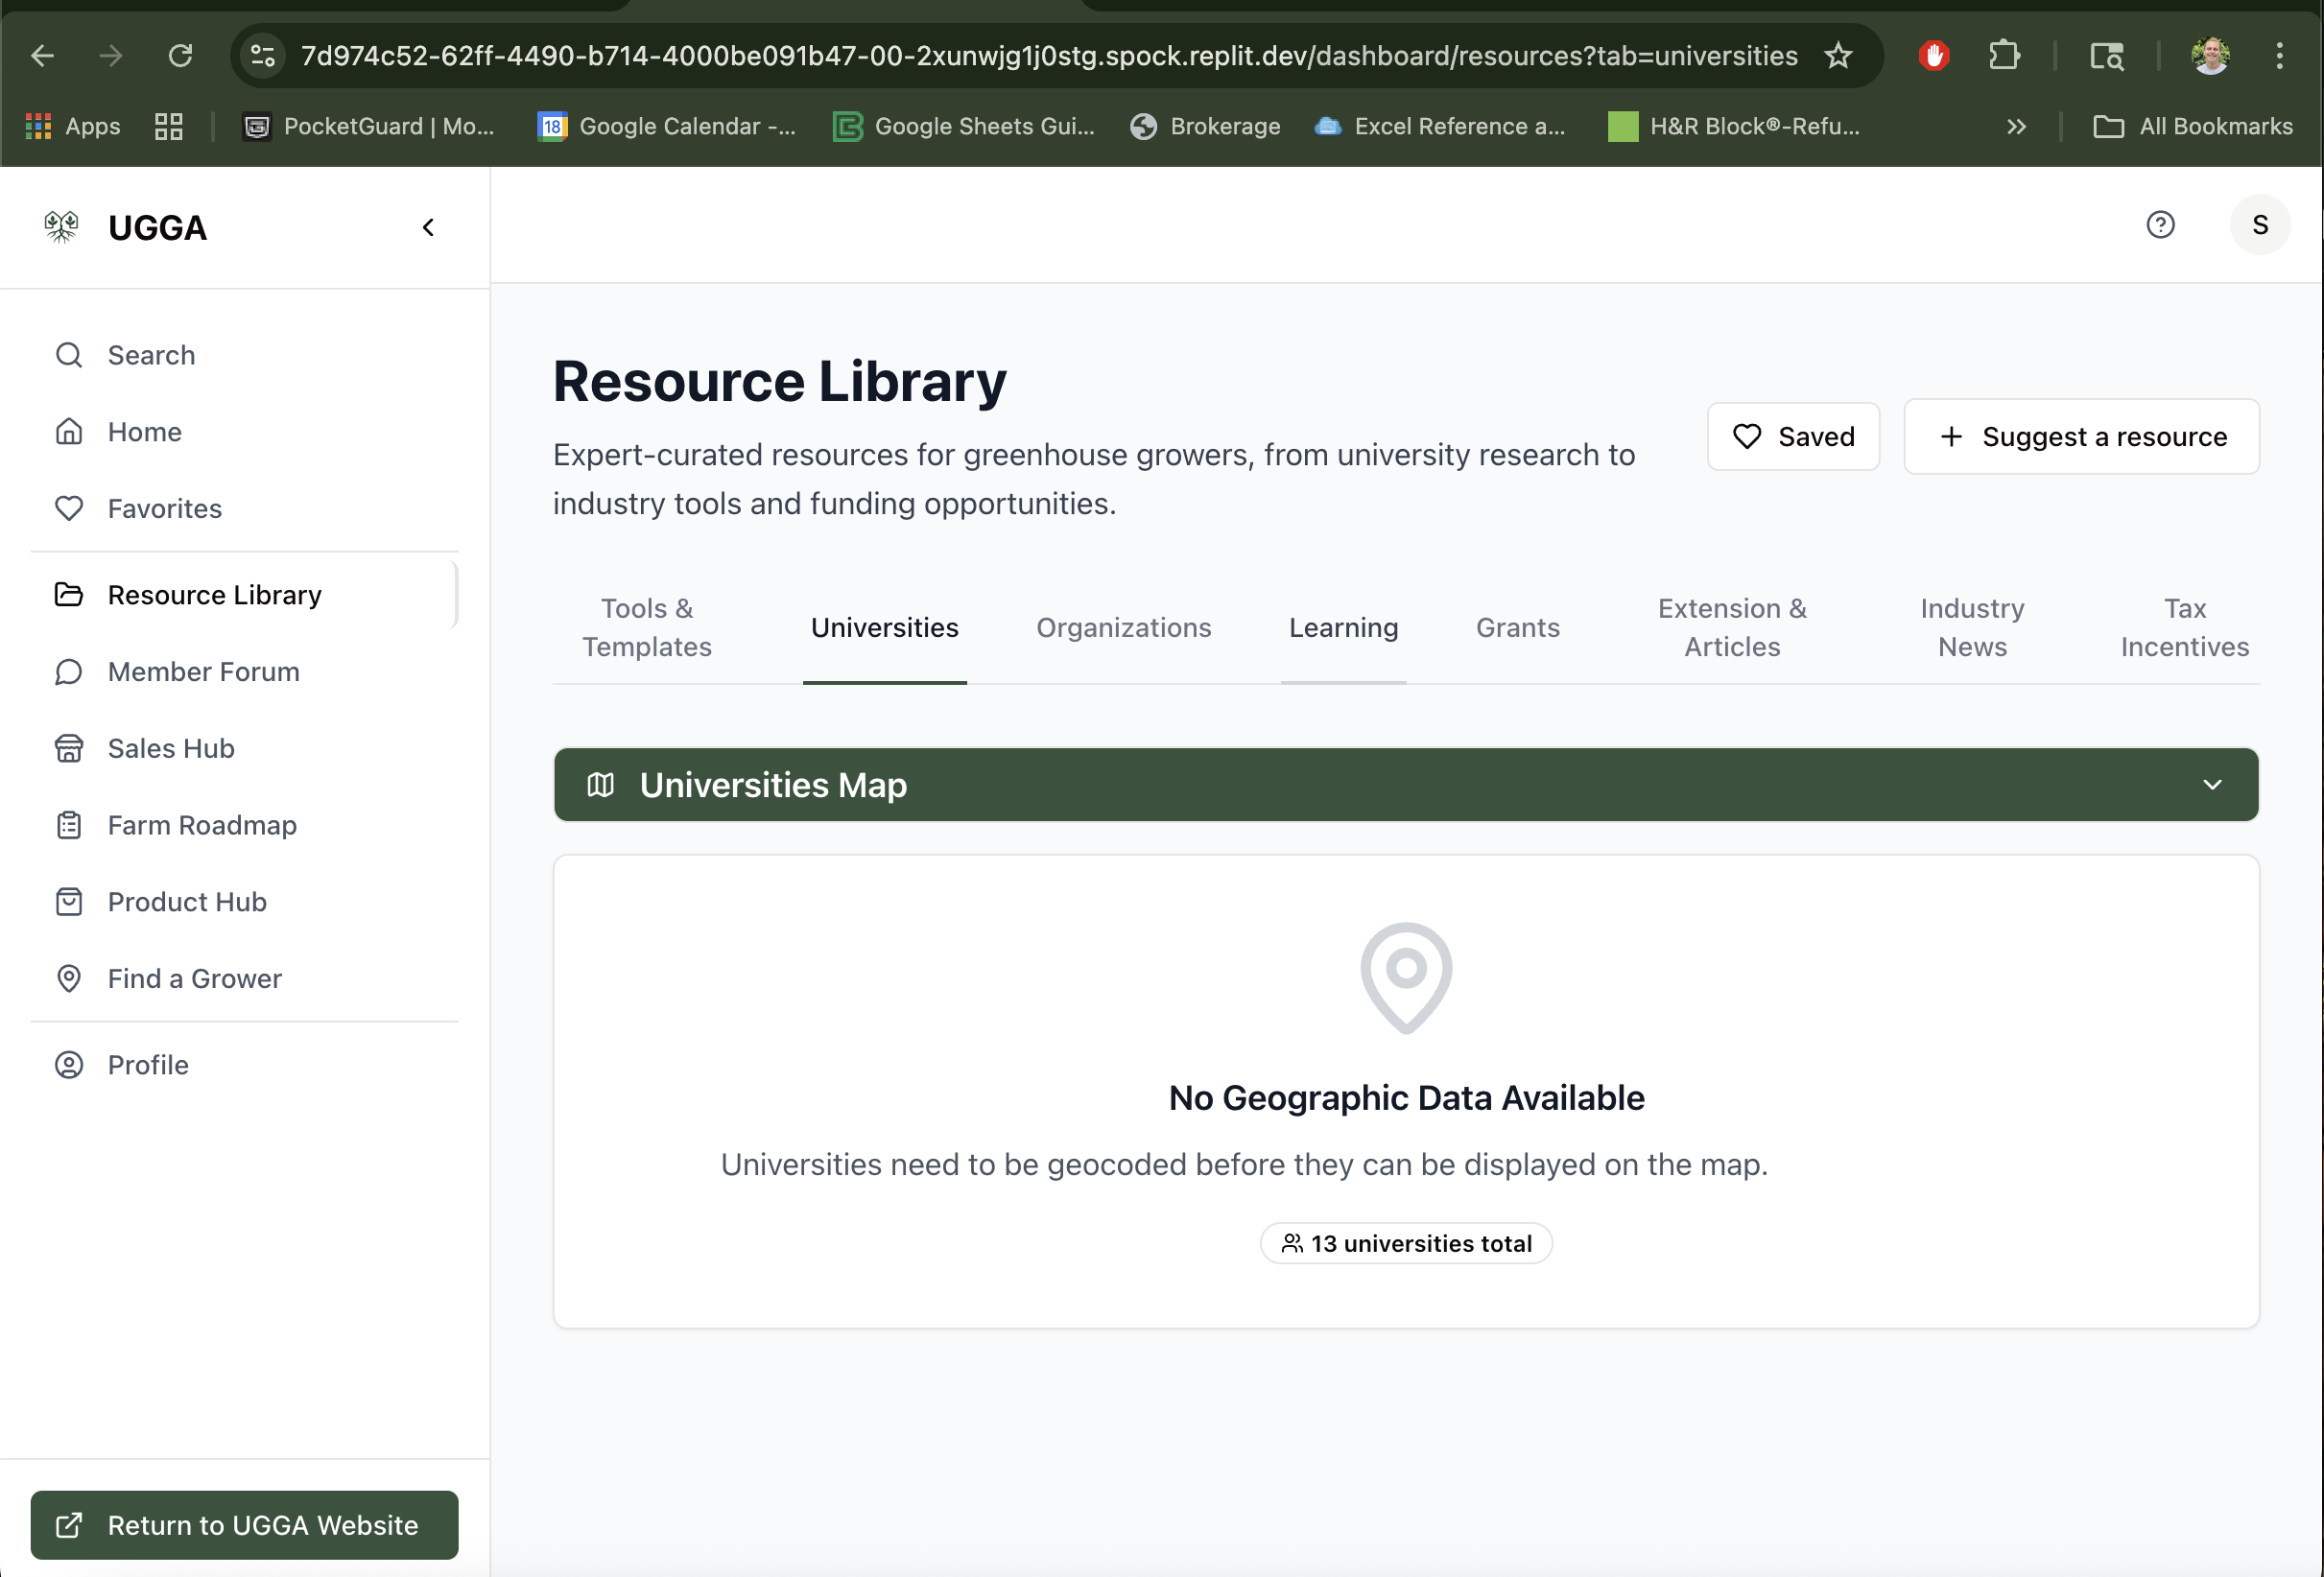 7d974c52-62ff-4490-b714-4000be091b47-00-2xunwjg1j0stg.spock.replit.dev/dashboard/resources?tab=universities
Apps
PocketGuard | Mo...
18
Google Calendar -...
Google Sheets Gui...
Brokerage
Excel Reference a...
H&R Block®-Refu...
All Bookmarks
UGGA
S
Search
Home
Favorites
Resource Library
Member Forum
Sales Hub
Farm Roadmap
Product Hub
Find a Grower
Profile
Return to UGGA Website
Resource Library
Expert-curated resources for greenhouse growers, from university research to
industry tools and funding opportunities.
Saved
Suggest a resource
Tools &
Templates
Universities
Organizations
Learning
Grants
Extension &
Articles
Industry
News
Tax
Incentives
Universities Map
No Geographic Data Available
Universities need to be geocoded before they can be displayed on the map.
13 universities total